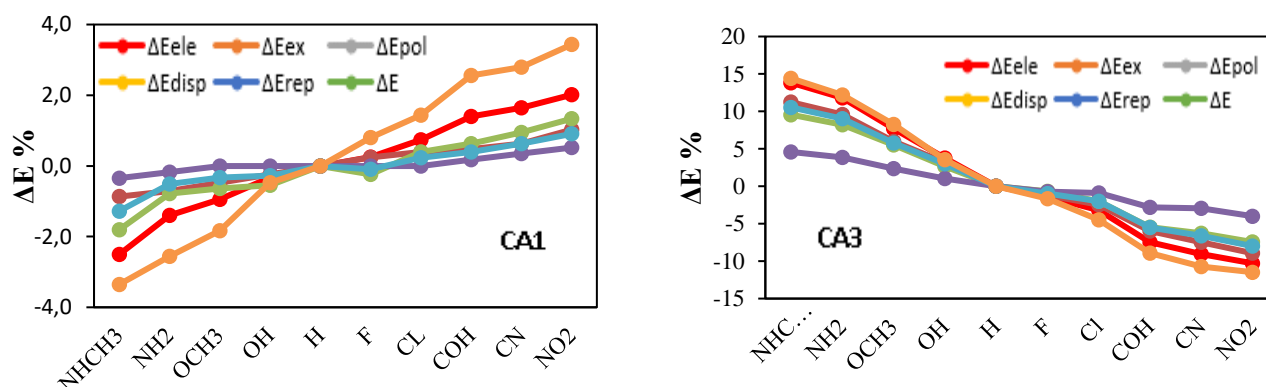 4,0
2,0
0,0
-2,0
-4,0
ΔE %
ΔEele ΔEex ΔEpol
ΔEdisp ΔErep ΔE
CA1
NHCH3 NH2 OCH3 OH H F CL COH CN NO2
20
15
10
5
0
-5
-10
-15
ΔE %
ΔEele ΔEex ΔEpol
ΔEdisp ΔErep ΔE
CA3
NHC... NH2 OCH3 OH H F Cl COH CN NO2